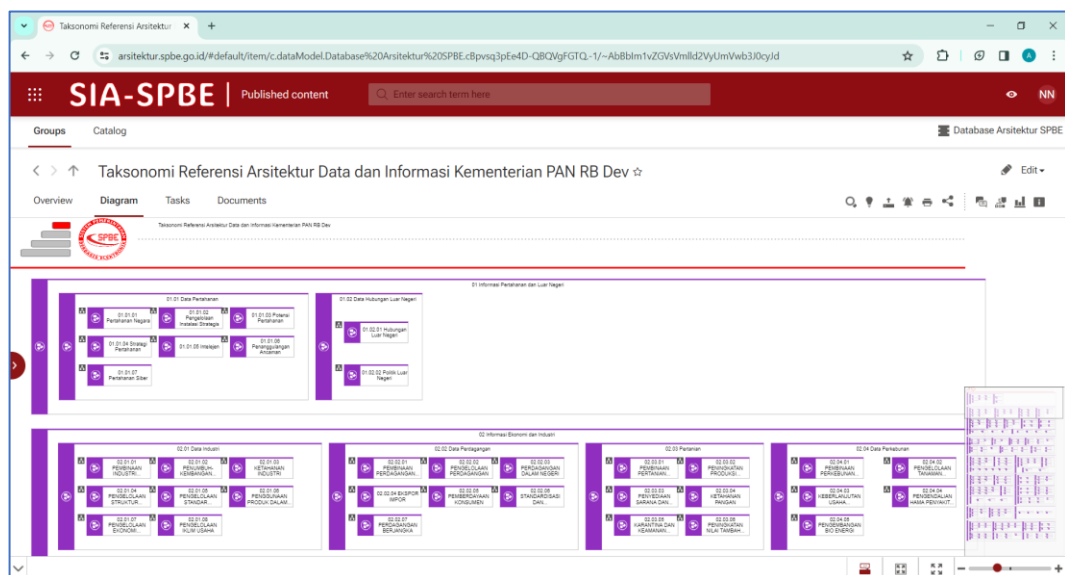 Taksonomi Referensi Arsitektur
arsitektur.spbe.go.id/#default/item/c.dataModel.Database%20Arsitektur%20SPBE.cBpvsq3pEe4D-QBQVgFGTQ.-1/~AbBbIm1vZGVsVmlld2VyUmVwb3J0cyJd
SIA-SPBE | Published content
Enter search term here
NN
Groups Catalog
Database Arsitektur SPBE
Taksonomi Referensi Arsitektur Data dan Informasi Kementerian PAN RB Dev
Edit
Overview Diagram Tasks Documents
SPBE
Taksonomi Referensi Arsitektur Data dan Informasi Kementerian PAN RB Dev
01 Informasi Pertahanan dan Luar Negeri
01.01 Data Pertahanan
01.01.01 Pertahanan Negara
01.01.02 Pengelolaan Instalasi Strategis
01.01.03 Potensi Pertahanan
01.01.04 Strategi Pertahanan
01.01.05 Intelijen
01.01.06 Penanggulangan Ancaman
01.01.07 Pertahanan Siber
01.02 Data Hubungan Luar Negeri
01.02.01 Hubungan Luar Negeri
01.02.02 Politik Luar Negeri
02 Informasi Ekonomi dan Industri
02.01 Data Industri
02.01.01 PEMBINAAN INDUSTRI...
02.01.02 PENUMBUH-KEMBANGAN...
02.01.03 KETAHANAN INDUSTRI
02.01.04 PENGELOLAAN STRUKTUR...
02.01.05 PENGELOLAAN STANDAR...
02.01.06 PENGGUNAAN PRODUK DALAM...
02.01.07 PENGELOLAAN EKONOMI...
02.01.08 PENGELOLAAN IKLIM USAHA
02.02 Data Perdagangan
02.02.01 PEMBINAAN PERDAGANGAN...
02.02.02 PENGELOLAAN PERDAGANGAN...
02.02.03 PERDAGANGAN DALAM NEGERI
02.02.04 EKSPOR IMPOR
02.02.05 PEMBERDAYAAN KONSUMEN
02.02.06 STANDARDISASI DAN...
02.02.07 PERDAGANGAN BERJANGKA
02.03 Pertanian
02.03.01 PEMBINAAN PERTANIAN...
02.03.02 PENINGKATAN PRODUKSI...
02.03.03 PENYEDIAAN SARANA DAN...
02.03.04 KETAHANAN PANGAN
02.03.05 KARANTINA DAN KEAMANAN...
02.03.06 PENINGKATAN NILAI TAMBAH...
02.04 Data Perkebunan
02.04.01 PEMBINAAN PERKEBUNAN...
02.04.02 PENGELOLAAN TANAMAN...
02.04.03 KEBERLANJUTAN USAHA...
02.04.04 PENGENDALIAN HAMA PENYAKIT...
02.04.05 PENGEMBANGAN BIO ENERGI